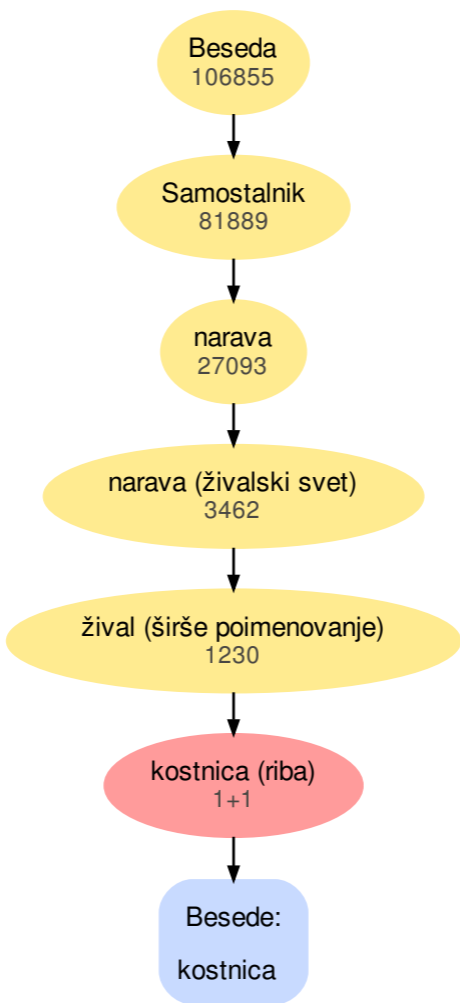 Beseda
106855
Samostalnik
81889
narava
27093
narava (živalski svet)
3462
žival (širše poimenovanje)
1230
kostnica (riba)
1+1
Besede:
kostnica